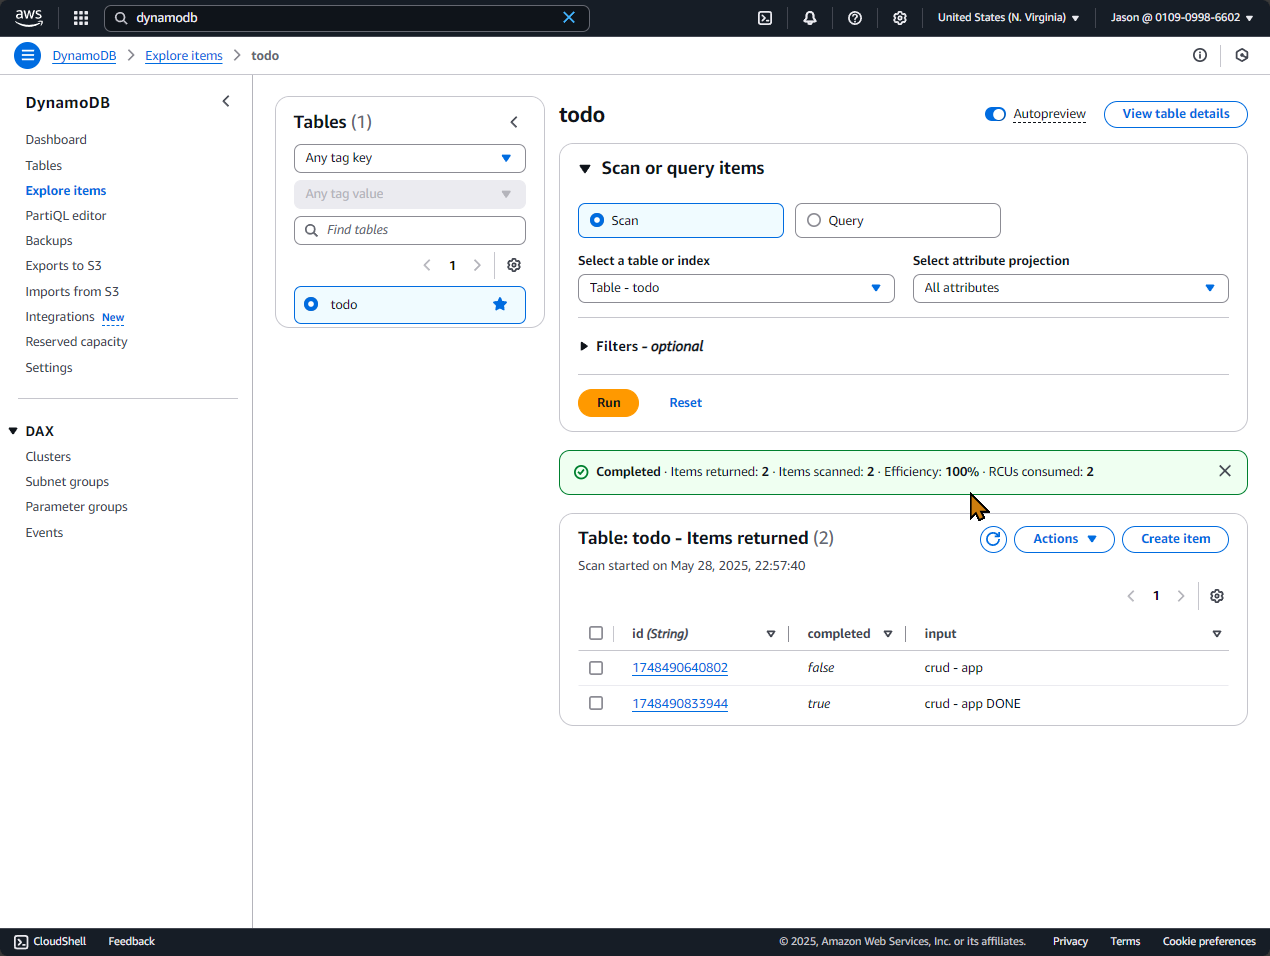 aws
dynamodb
United States (N. Virginia)
Jason @ 0109-0998-6602
DynamoDB
Explore items
todo
DynamoDB
Dashboard
Tables
Explore items
PartiQL editor
Backups
Exports to S3
Imports from S3
Integrations New
Reserved capacity
Settings
DAX
Clusters
Subnet groups
Parameter groups
Events
Tables (1)
Any tag key
Any tag value
Find tables
1
todo
todo
Autopreview
View table details
Scan or query items
Scan
Query
Select a table or index
Table - todo
Select attribute projection
All attributes
Filters - optional
Run
Reset
Completed · Items returned: 2 · Items scanned: 2 · Efficiency: 100% · RCUs consumed: 2
Table: todo - Items returned (2)
Actions
Create item
Scan started on May 28, 2025, 22:57:40
1
id (String) completed input
1748490640802 false crud - app
1748490833944 true crud - app DONE
CloudShell
Feedback
© 2025, Amazon Web Services, Inc. or its affiliates.
Privacy
Terms
Cookie preferences